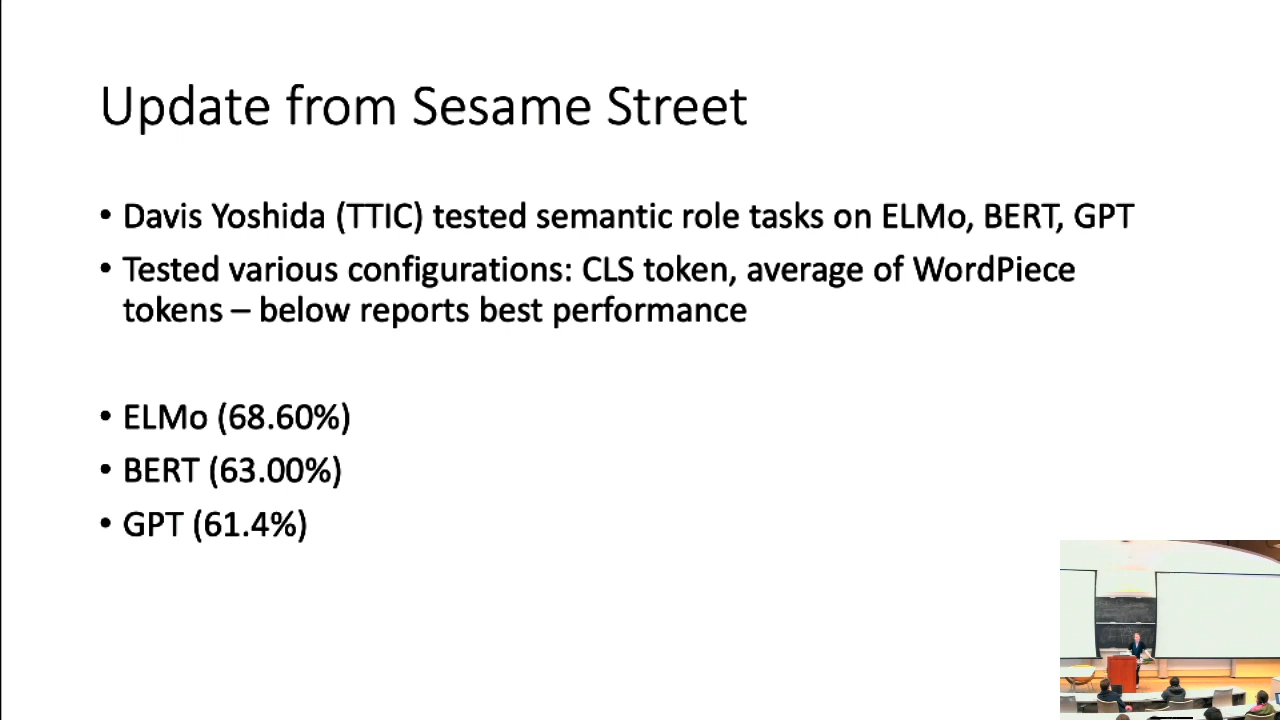 Update from Sesame Street
• Davis Yoshida (TTIC) tested semantic role tasks on ELMo, BERT, GPT
• Tested various configurations: CLS token, average of WordPiece
tokens – below reports best performance
• ELMo (68.60%)
• BERT (63.00%)
• GPT (61.4%)